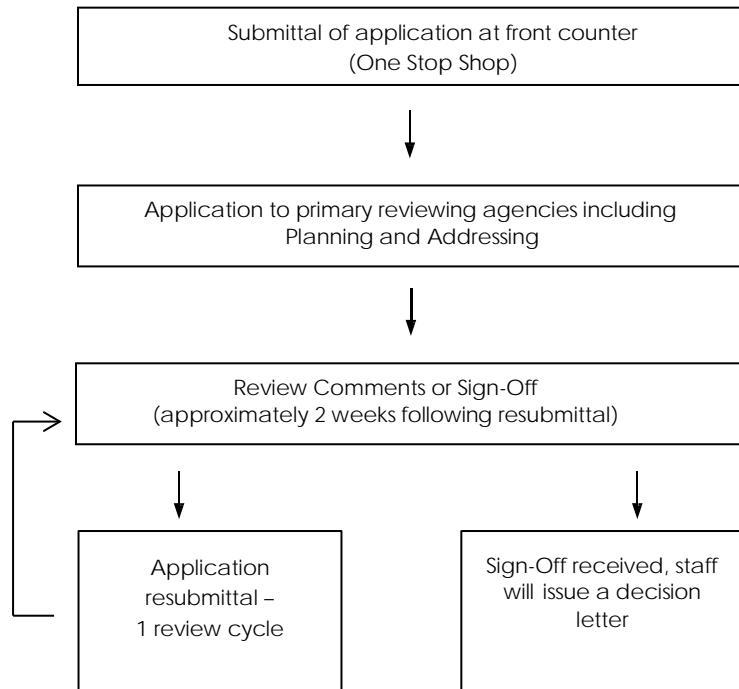 Submittal of application at front counter
(One Stop Shop)
Application to primary reviewing agencies including
Planning and Addressing
Review Comments or Sign-Off
(approximately 2 weeks following resubmittal)
Application
resubmittal –
1 review cycle
Sign-Off received, staff
will issue a decision
letter